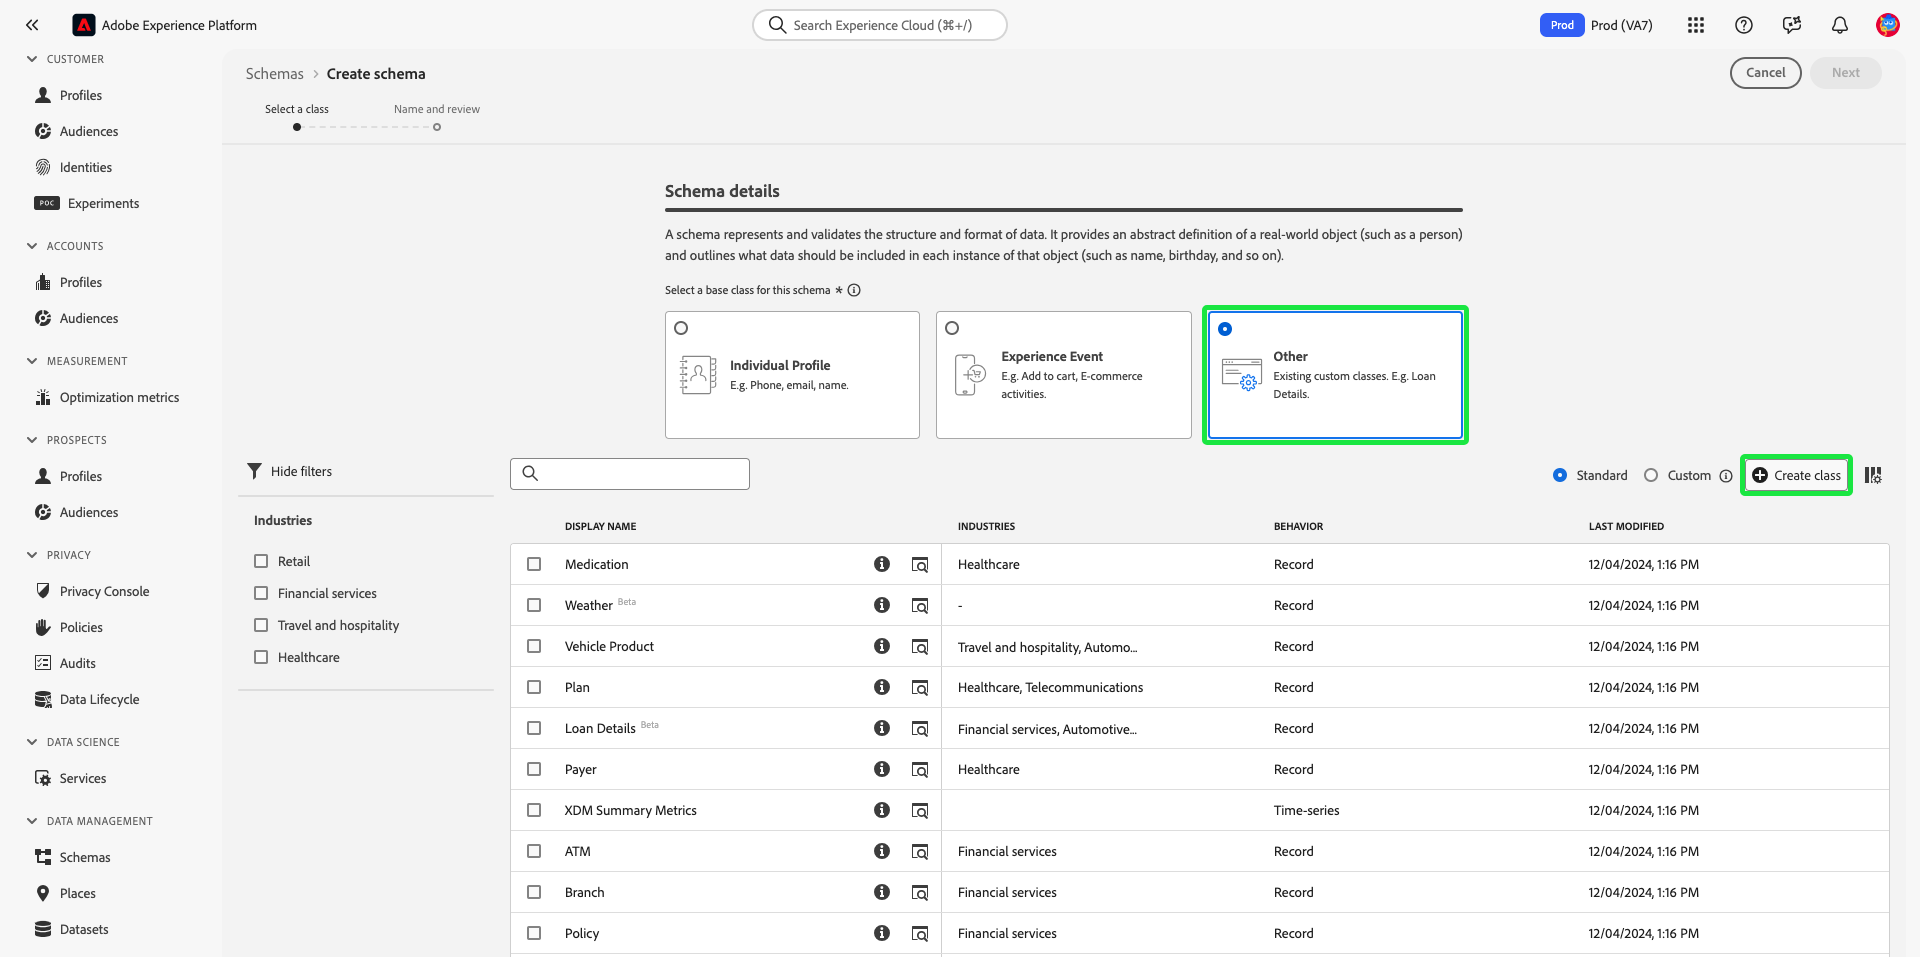 Adobe Experience Platform
Search Experience Cloud (⌘+/)
Prod Prod (VA7)
CUSTOMER
Profiles
Audiences
Identities
POC Experiments
ACCOUNTS
Profiles
Audiences
MEASUREMENT
Optimization metrics
PROSPECTS
Profiles
Audiences
PRIVACY
Privacy Console
Policies
Audits
Data Lifecycle
DATA SCIENCE
Services
DATA MANAGEMENT
Schemas
Places
Datasets
Schemas › Create schema
Cancel Next
Select a class Name and review
Schema details
A schema represents and validates the structure and format of data. It provides an abstract definition of a real-world object (such as a person)
and outlines what data should be included in each instance of that object (such as name, birthday, and so on).
Select a base class for this schema *
Individual Profile
E.g. Phone, email, name.
Experience Event
E.g. Add to cart, E-commerce
activities.
Other
Existing custom classes. E.g. Loan
Details.
Hide filters
Industries
Retail
Financial services
Travel and hospitality
Healthcare
Standard Custom Create class
DISPLAY NAME INDUSTRIES BEHAVIOR LAST MODIFIED
Medication Healthcare Record 12/04/2024, 1:16 PM
Weather Beta - Record 12/04/2024, 1:16 PM
Vehicle Product Travel and hospitality, Automo... Record 12/04/2024, 1:16 PM
Plan Healthcare, Telecommunications Record 12/04/2024, 1:16 PM
Loan Details Beta Financial services, Automotive... Record 12/04/2024, 1:16 PM
Payer Healthcare Record 12/04/2024, 1:16 PM
XDM Summary Metrics Time-series 12/04/2024, 1:16 PM
ATM Financial services Record 12/04/2024, 1:16 PM
Branch Financial services Record 12/04/2024, 1:16 PM
Policy Financial services Record 12/04/2024, 1:16 PM